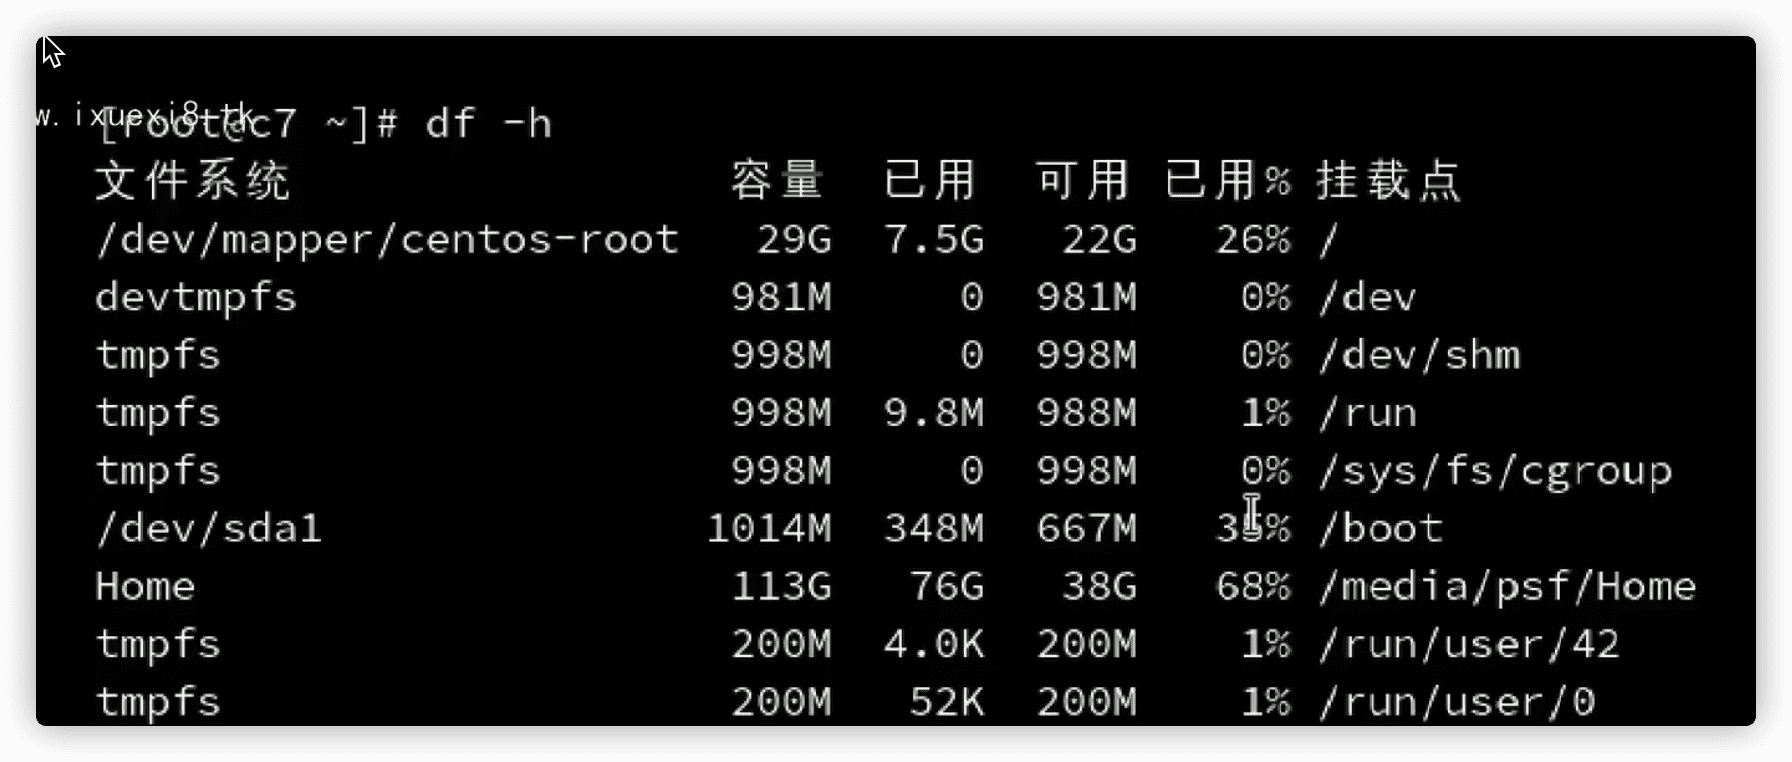 w. ixuexi8.tk
[root@c7 ~]# df -h
文件系统 容量 已用 可用 已用% 挂载点
/dev/mapper/centos-root 29G 7.5G 22G 26% /
devtmpfs 981M 0 981M 0% /dev
tmpfs 998M 0 998M 0% /dev/shm
tmpfs 998M 9.8M 988M 1% /run
tmpfs 998M 0 998M 0% /sys/fs/cgroup
/dev/sda1 1014M 348M 667M 35% /boot
Home 113G 76G 38G 68% /media/psf/Home
tmpfs 200M 4.0K 200M 1% /run/user/42
tmpfs 200M 52K 200M 1% /run/user/0